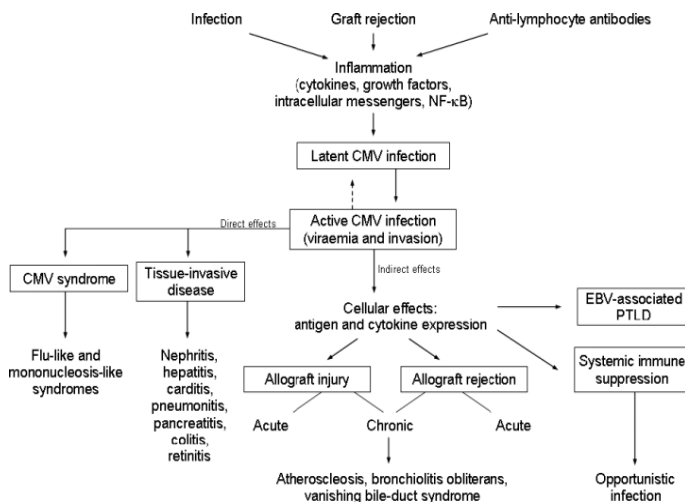 Infection
Graft rejection
Anti-lymphocyte antibodies
Inflammation
(cytokines, growth factors,
intracellular messengers, NF-κB)
Latent CMV infection
Direct effects
Active CMV infection
(viraemia and invasion)
Indirect effects
CMV syndrome
Tissue-invasive
disease
Cellular effects:
antigen and cytokine expression
EBV-associated
PTLD
Flu-like and
mononucleosis-like
syndromes
Nephritis,
hepatitis,
carditis,
pneumonitis,
pancreatitis,
colitis,
retinitis
Allograft injury
Allograft rejection
Systemic immune
suppression
Acute
Chronic
Acute
Atheroscleosis, bronchiolitis obliterans,
vanishing bile-duct syndrome
Opportunistic
infection